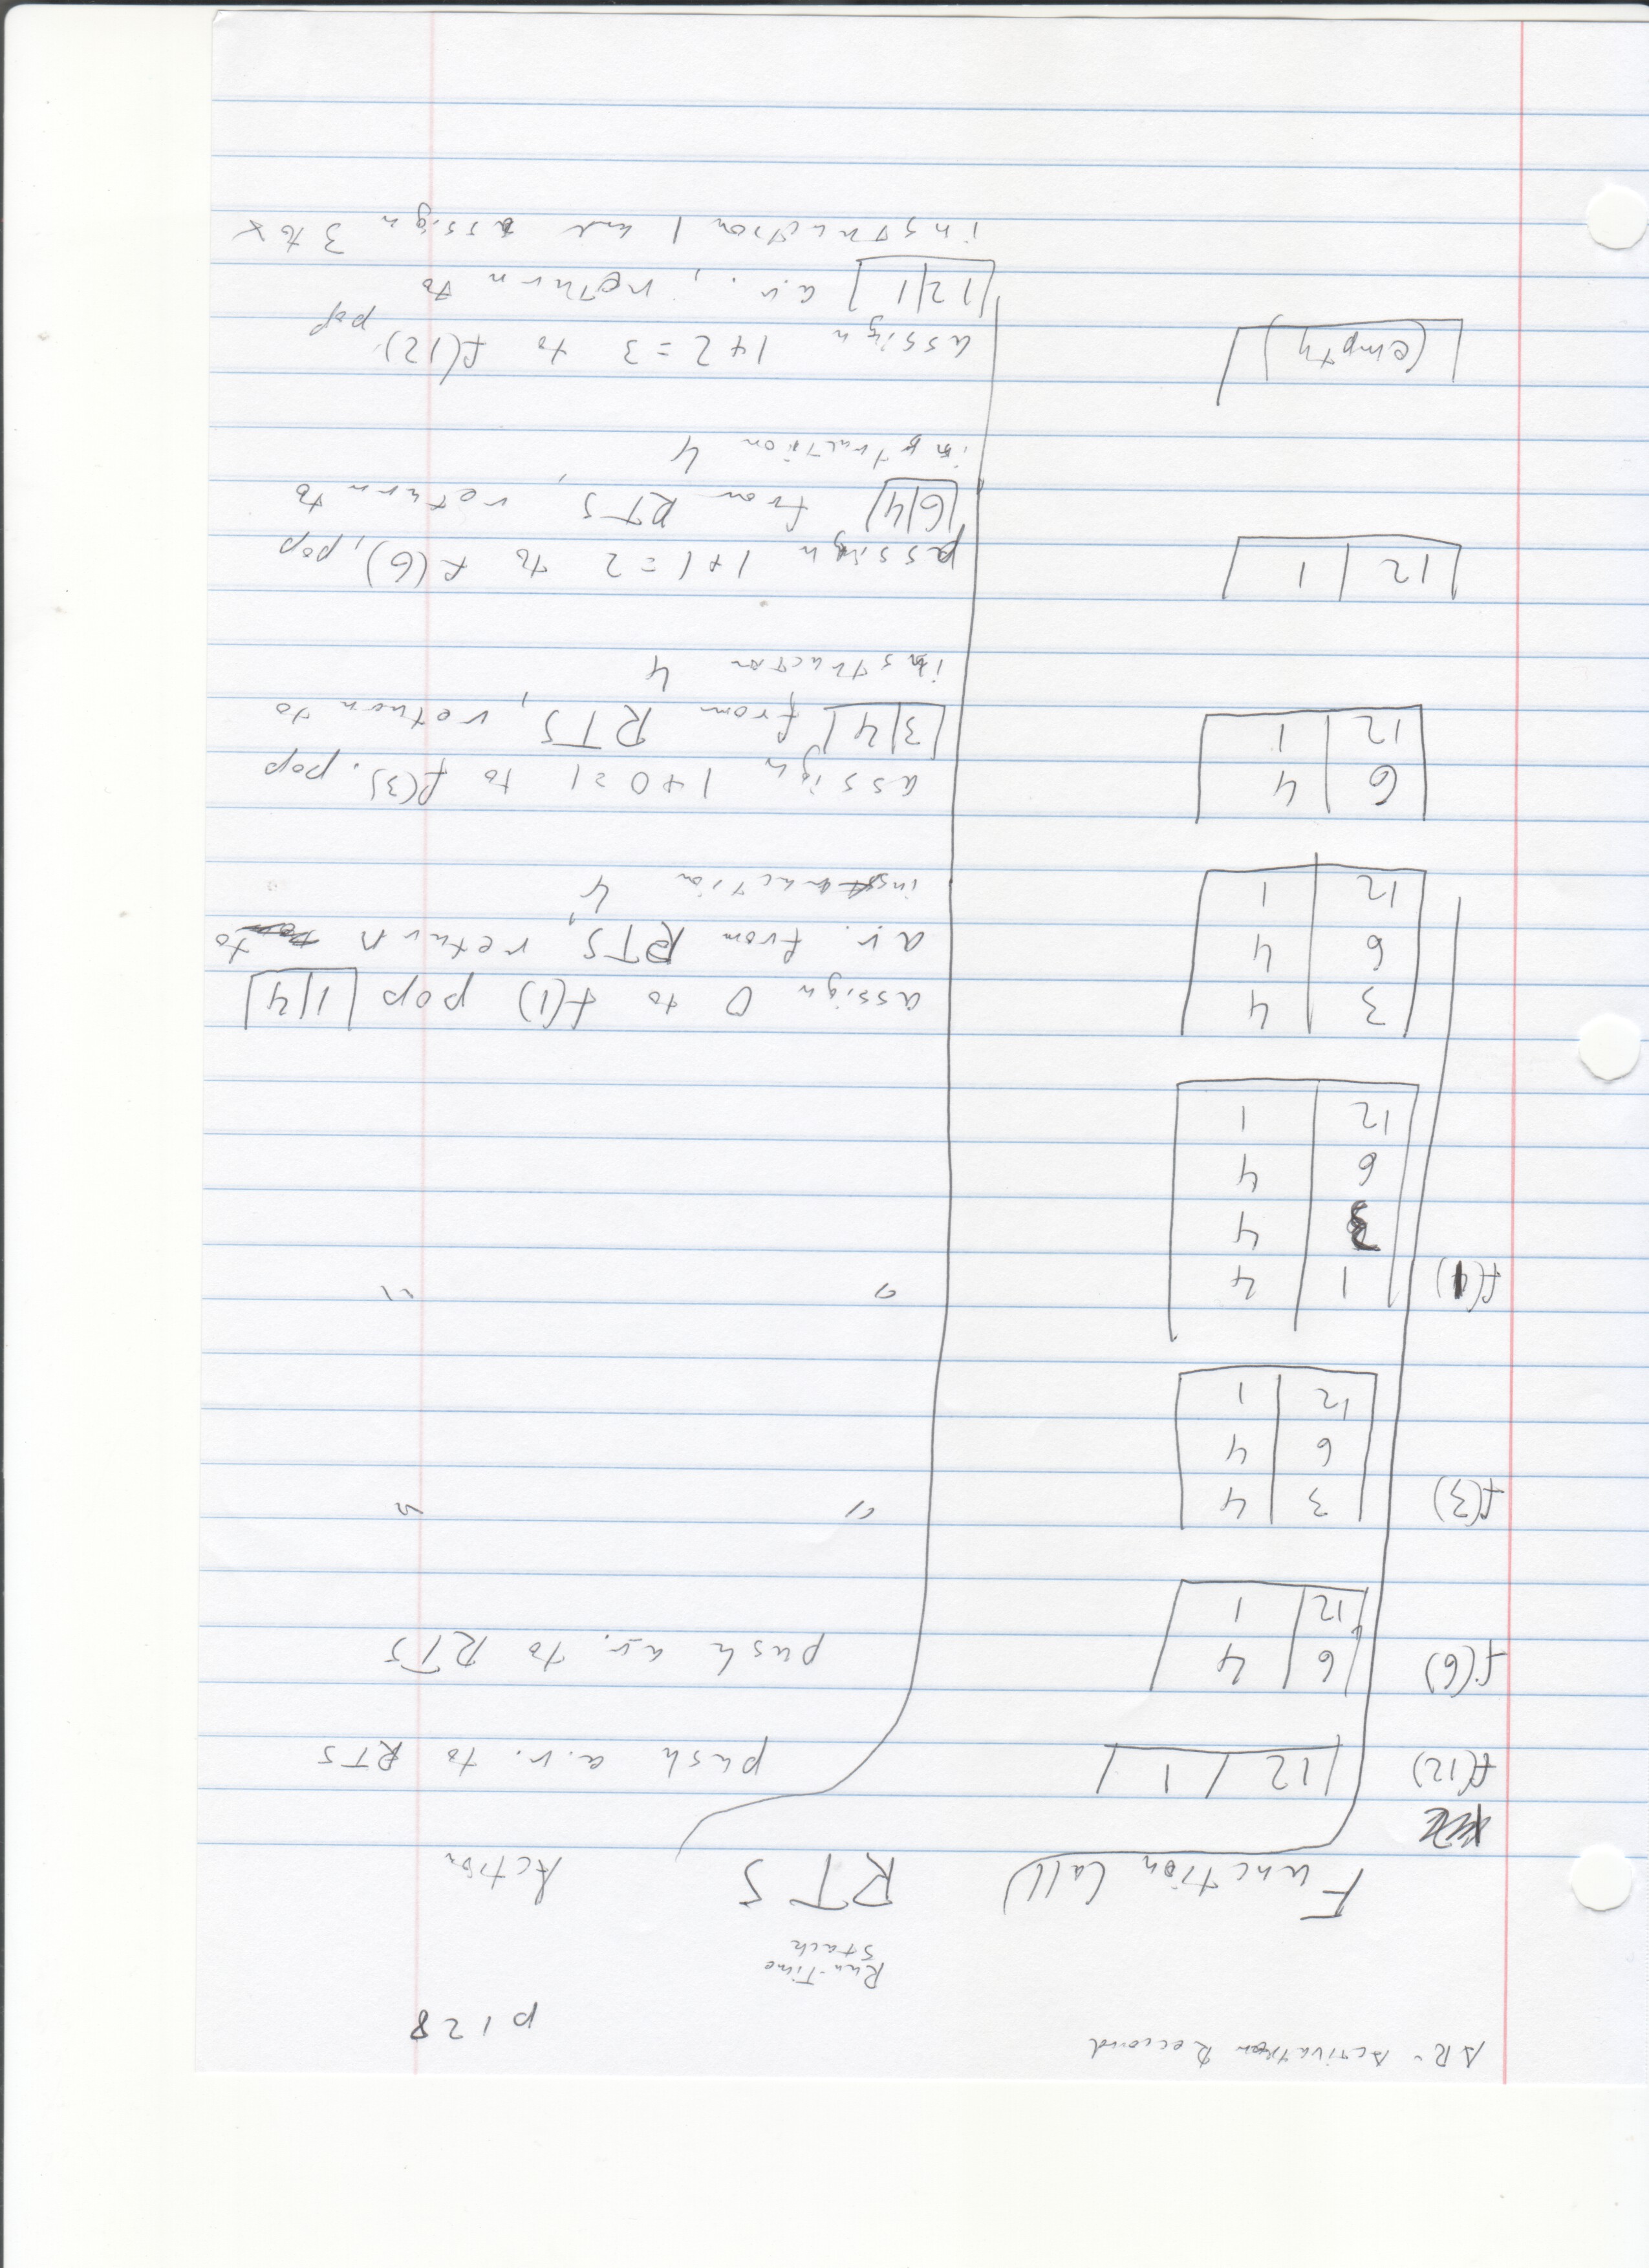 AR - Activation Record
p128
Run-Time
Stack
Function Call RTS Action
f(12) 12 1 push a.r. to RTS
f(6) 6 4 push a.r. to RTS
12 1
f(3) 3 4 " "
6 4
12 1
f(1) 1 4 " "
3 4
6 4
12 1
3 4 assign 0 to f(1) pop 1 4
6 4 a.r. from RTS, return to
12 1 instruction 4
6 4 assign 1+0=1 to f(3). pop
12 1 3 4 from RTS, return to
instruction 4
12 1 assign 1+1=2 to f(6), pop
6 4 from RTS, return to
instruction 4
(empty) assign 1+2=3 to f(12), pop
12 1 a.r., return to
instruction 1 and assign 3 to x